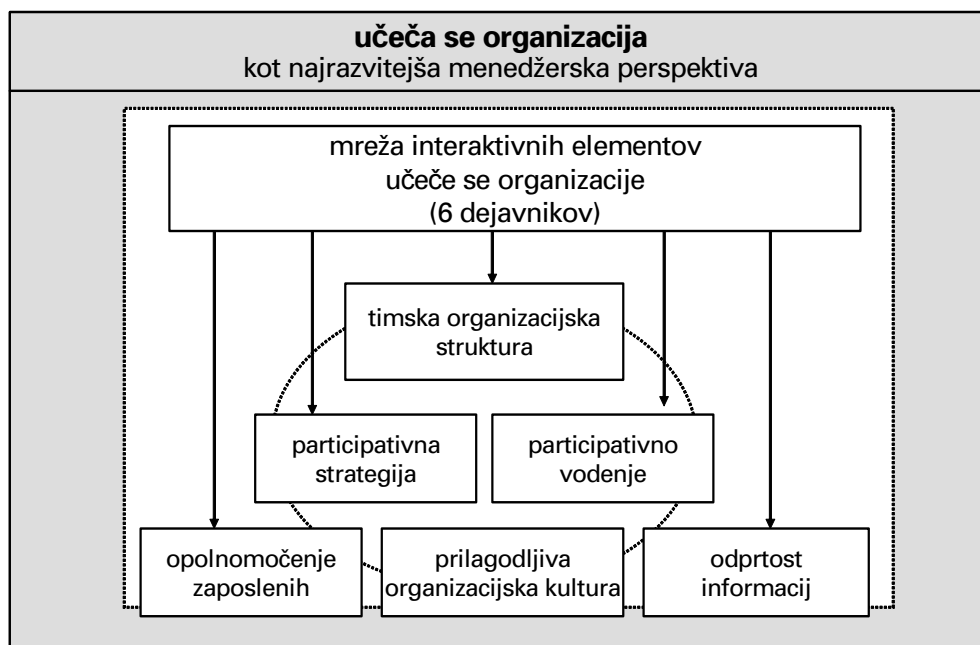 učeča se organizacija
kot najrazvitejša menedžerska perspektiva
mreža interaktivnih elementov
učeče se organizacije
(6 dejavnikov)
timska organizacijska
struktura
participativna
strategija
participativno
vodenje
opolnomočenje
zaposlenih
prilagodljiva
organizacijska kultura
odprtost
informacij